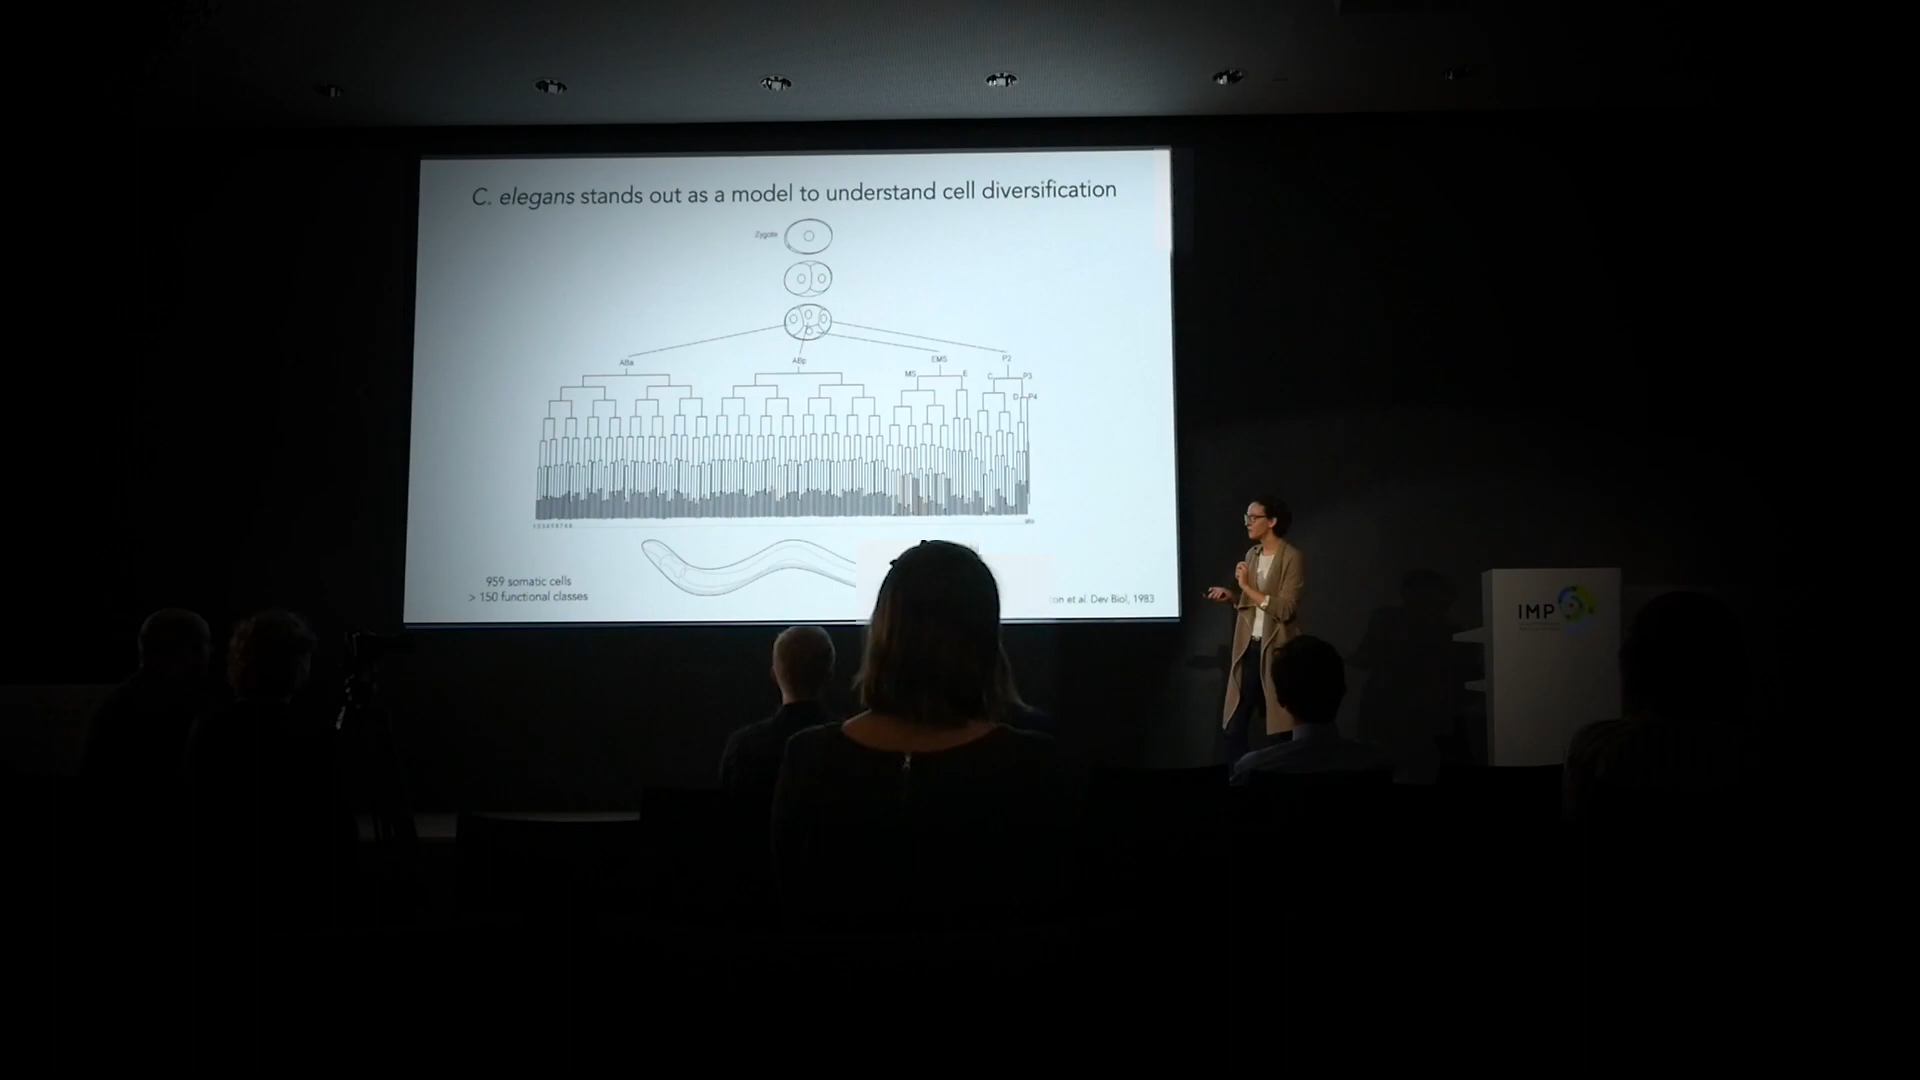 C. elegans stands out as a model to understand cell diversification
Zygote
ABa
ABp
EMS
P2
MS
E
C
P3
D
P4
959 somatic cells
> 150 functional classes
et al. Dev Biol, 1983
IMP